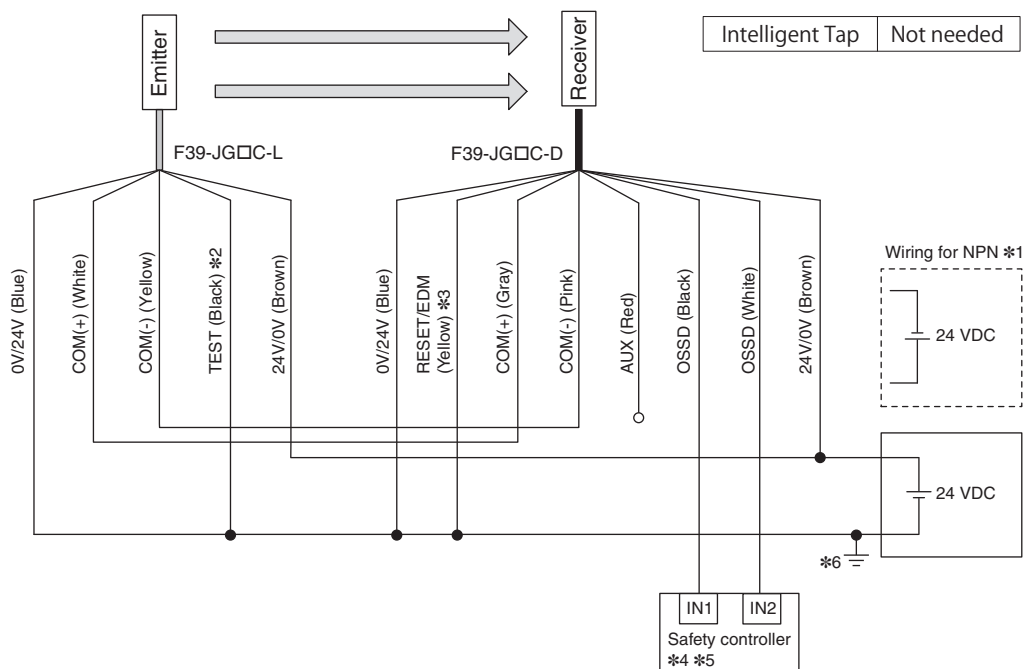 Emitter
Receiver
Intelligent Tap Not needed
F39-JG□C-L
F39-JG□C-D
0V/24V (Blue)
COM(+) (White)
COM(-) (Yellow)
TEST (Black) ✻2
24V/0V (Brown)
0V/24V (Blue)
RESET/EDM
(Yellow) ✻3
COM(+) (Gray)
COM(-) (Pink)
AUX (Red)
OSSD (Black)
OSSD (White)
24V/0V (Brown)
Wiring for NPN ✻1
24 VDC
24 VDC
✻6
IN1
IN2
Safety controller
✻4 ✻5